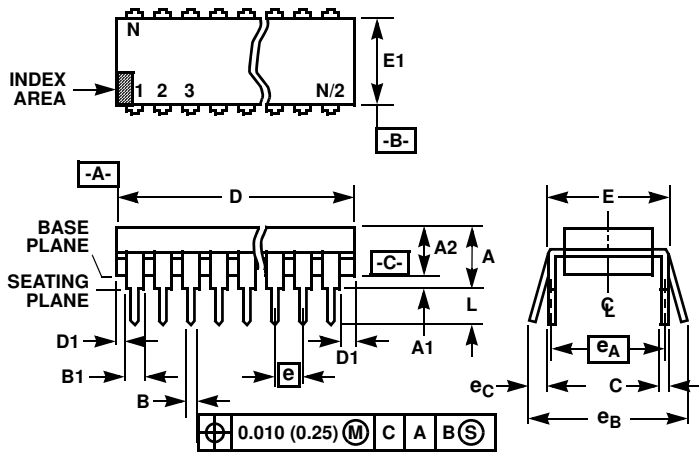 N
E1
INDEX
AREA
1 2 3 N/2
-B-
-A-
D
E
BASE
PLANE
A2
A
-C-
SEATING
PLANE
L
C̵L
D1
B1
A1
D1
e
eA
B
eC
C
eB
0.010 (0.25) Ⓜ C A B Ⓢ